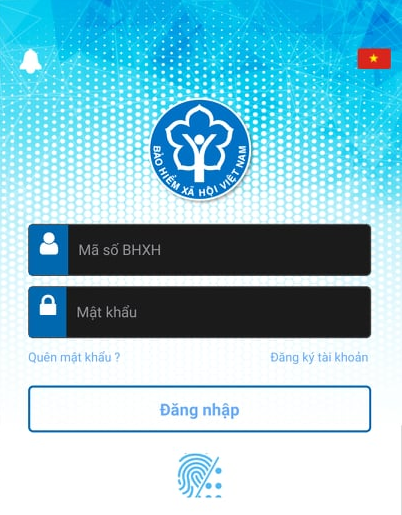 BẢO HIỂM XÃ HỘI VIỆT NAM
Mã số BHXH
Mật khẩu
Quên mật khẩu ?
Đăng ký tài khoản
Đăng nhập